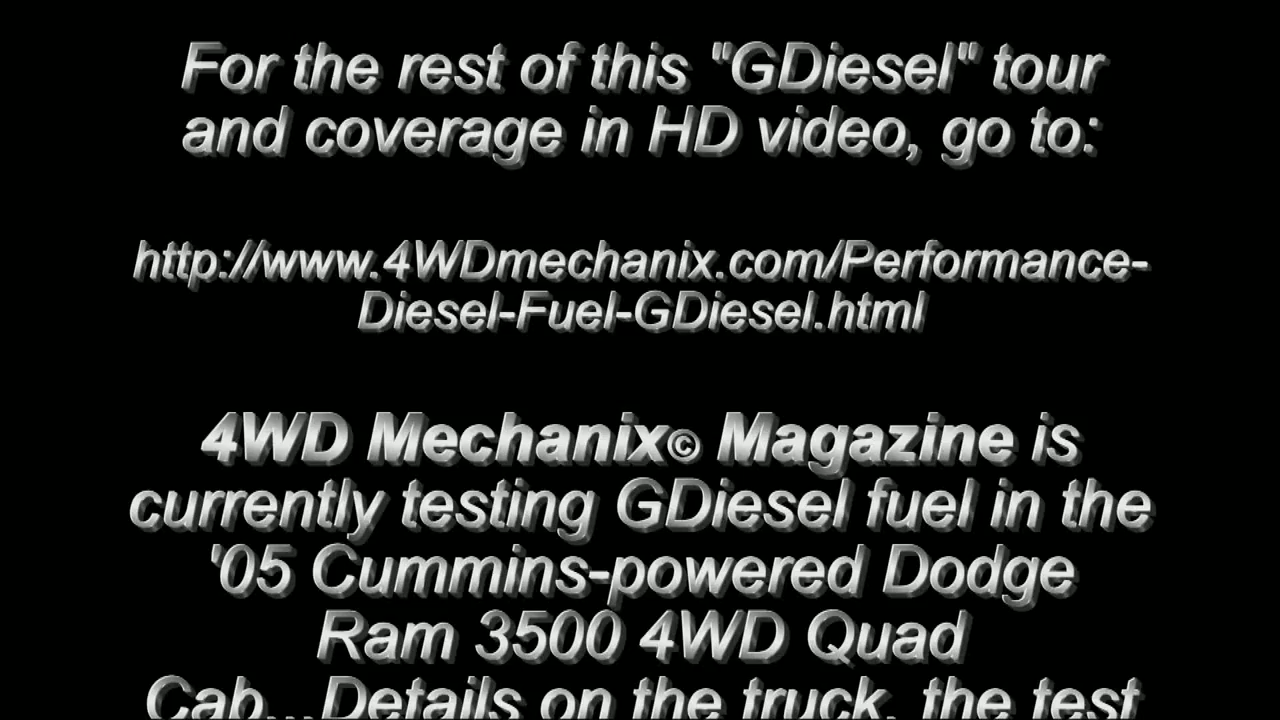 For the rest of this "GDiesel" tour
and coverage in HD video, go to:
http://www.4WDmechanix.com/Performance-
Diesel-Fuel-GDiesel.html
4WD Mechanix© Magazine is
currently testing GDiesel fuel in the
'05 Cummins-powered Dodge
Ram 3500 4WD Quad
Cab...Details on the truck, the test